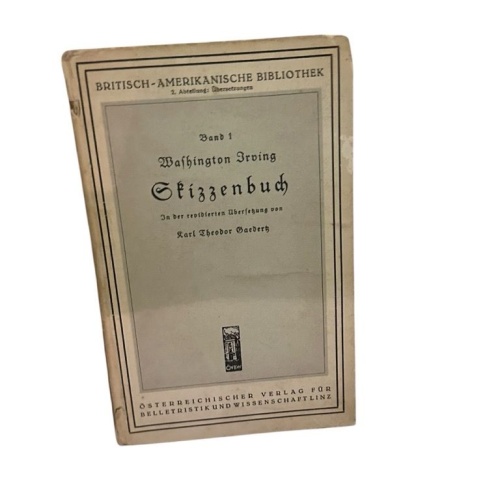 BRITISCH-AMERIKANISCHE BIBLIOTHEK
2. Abteilung: Übersetzungen
Band 1
Washington Irving
Skizzenbuch
In der revidierten Übersetzung von
Karl Theodor Gaedertz
ÖSTERREICHISCHER VERLAG FÜR
BELLETRISTIK UND WISSENSCHAFT LINZ